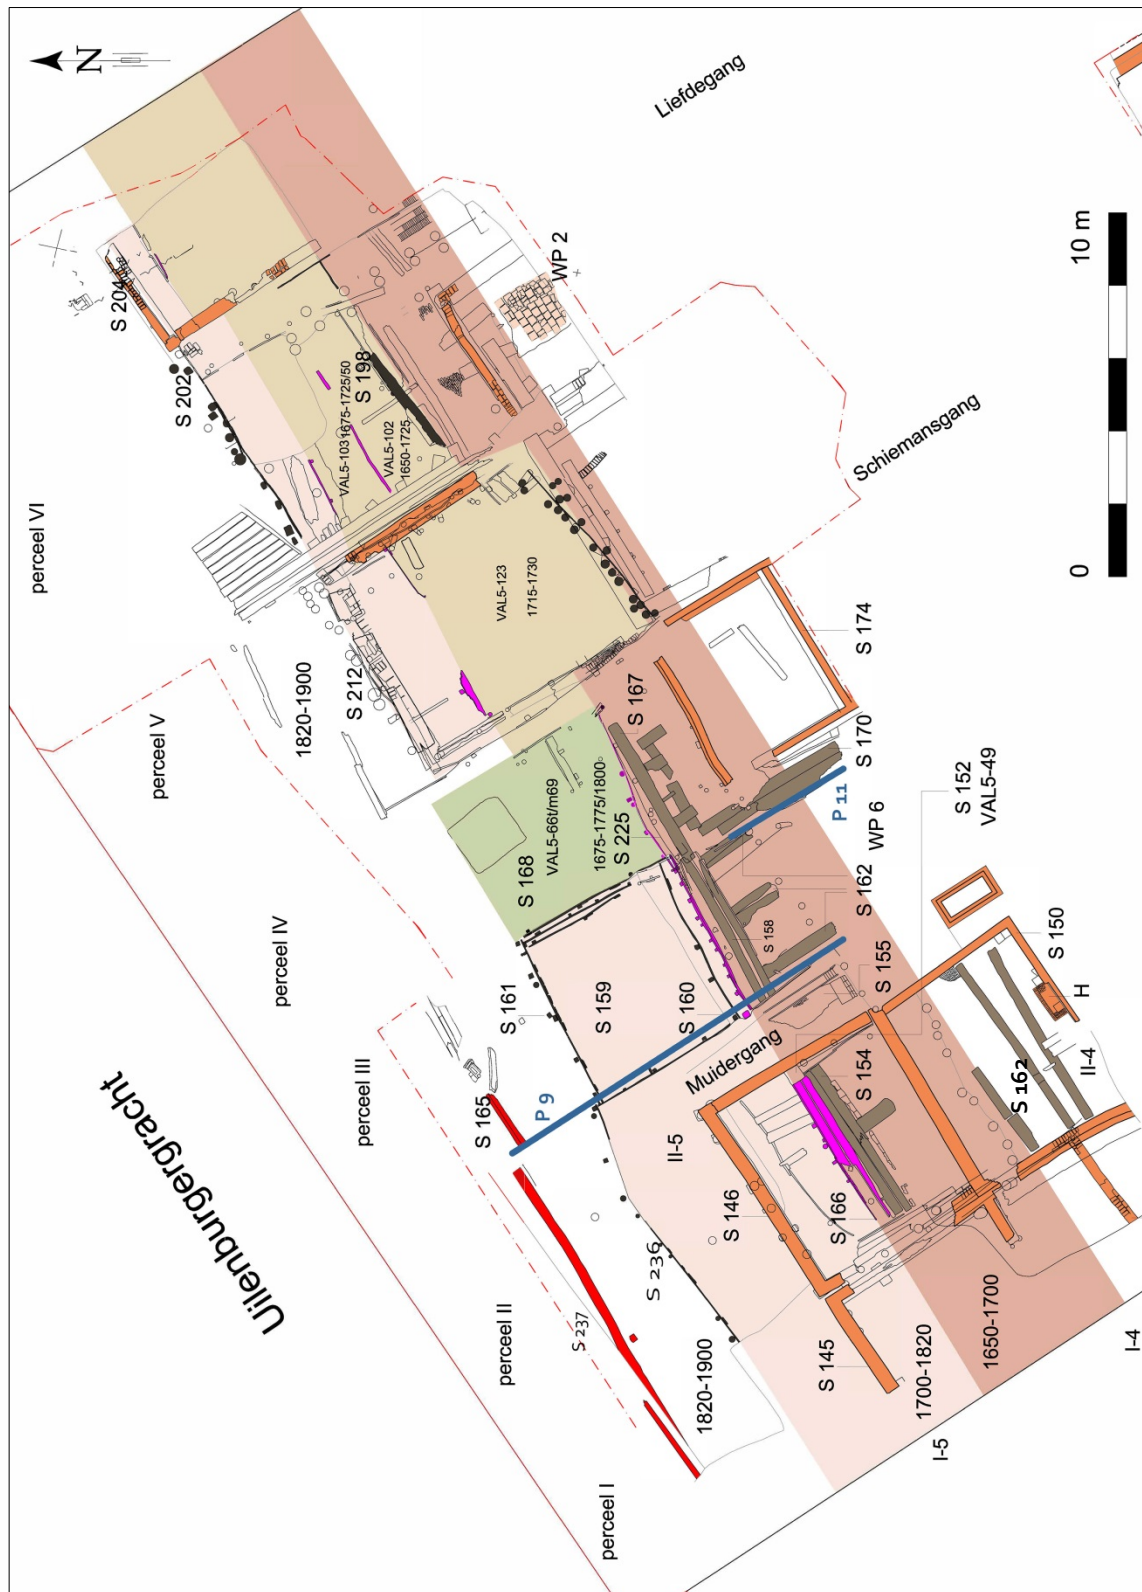 N
Liefdegang
Schiemansgang
Muidergang
Uilenburgergracht
perceel VI
perceel V
perceel IV
perceel III
perceel II
perceel I
0
10 m
S 204
S 202
S 198
VAL5-103 1675-1725/50
VAL5-102
1650-1725
WP 2
S 212
1820-1900
VAL5-123
1715-1730
S 174
S 167
S 170
S 168
VAL5-66t/m69
1675-1775/1800
S 225
P 11
WP 6
S 152
VAL5-49
S 162
S 158
S 155
S 161
S 159
S 160
S 165
P 9
S 150
H
II-4
S 162
S 154
II-5
S 146
S 166
S 236
S 237
1820-1900
S 145
1700-1820
1650-1700
I-5
I-4